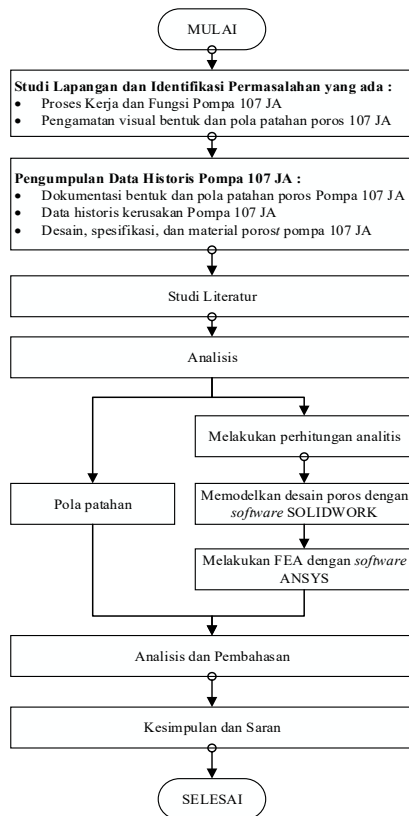 MULAI
Studi Lapangan dan Identifikasi Permasalahan yang ada :
• Proses Kerja dan Fungsi Pompa 107 JA
• Pengamatan visual bentuk dan pola patahan poros 107 JA
Pengumpulan Data Historis Pompa 107 JA :
• Dokumentasi bentuk dan pola patahan poros Pompa 107 JA
• Data historis kerusakan Pompa 107 JA
• Desain, spesifikasi, dan material porost pompa 107 JA
Studi Literatur
Analisis
Melakukan perhitungan analitis
Pola patahan
Memodelkan desain poros dengan
software SOLIDWORK
Melakukan FEA dengan software
ANSYS
Analisis dan Pembahasan
Kesimpulan dan Saran
SELESAI